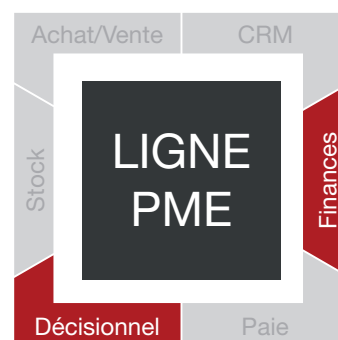 Achat/Vente
CRM
Stock
LIGNE
PME
Finances
Décisionnel
Paie